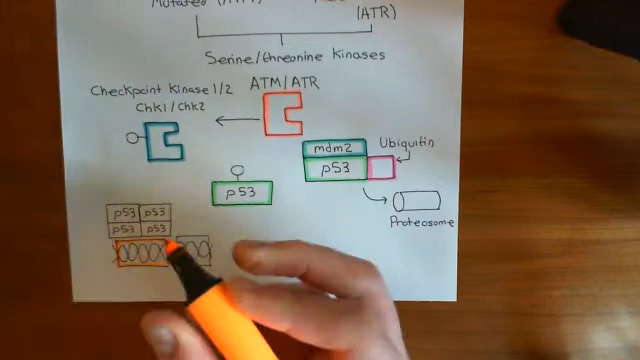 Mutated
(ATR)
Serine/threonine Kinases
Checkpoint Kinase 1/2
Chk1/Chk2
ATM/ATR
mdm2
Ubiquitin
p53
p53
Proteosome
p53 p53
p53 p53